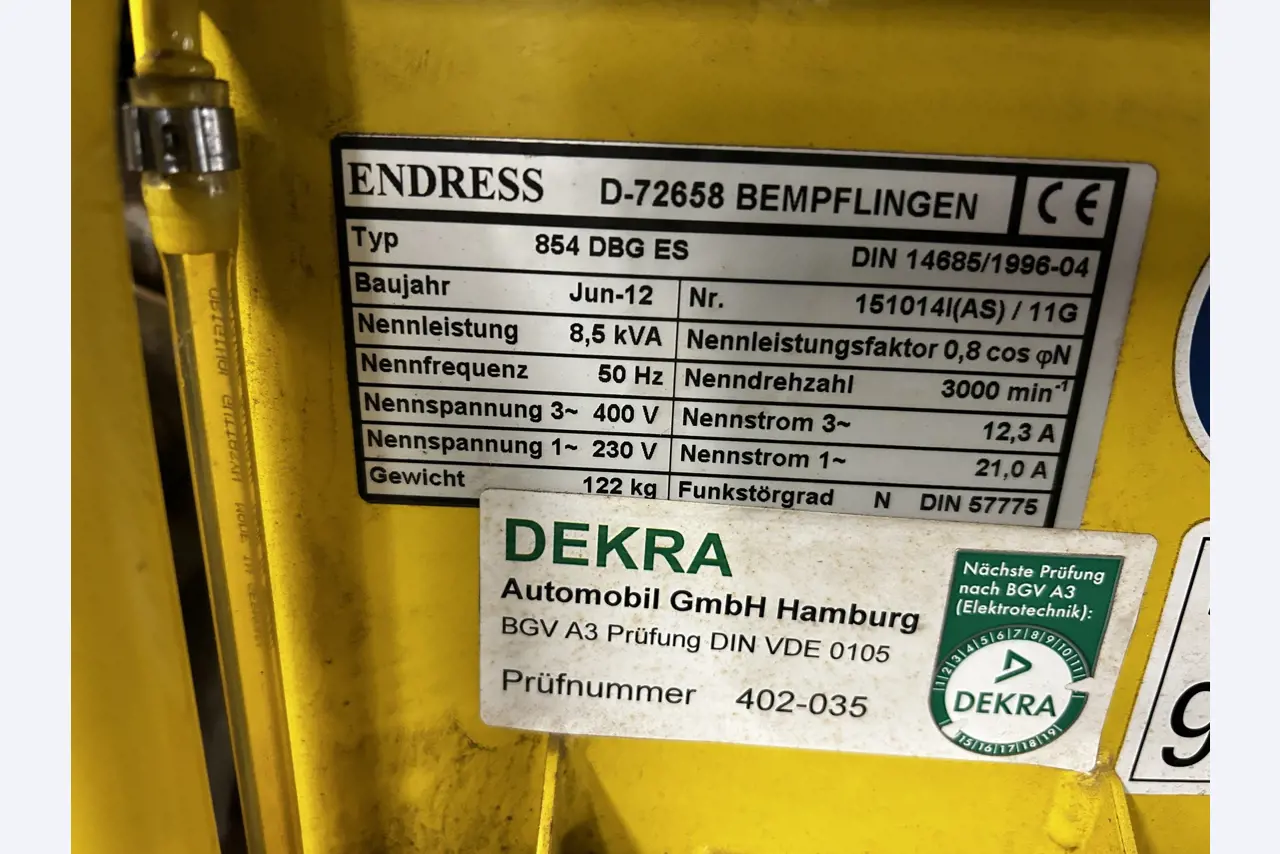 ENDRESS D-72658 BEMPFLINGEN CE
Typ 854 DBG ES DIN 14685/1996-04
Baujahr Jun-12 Nr. 151014I(AS) / 11G
Nennleistung 8,5 kVA Nennleistungsfaktor 0,8 cos φN
Nennfrequenz 50 Hz Nenndrehzahl 3000 min⁻¹
Nennspannung 3~ 400 V Nennstrom 3~ 12,3 A
Nennspannung 1~ 230 V Nennstrom 1~ 21,0 A
Gewicht 122 kg Funkstörgrad N DIN 57775
DEKRA
Automobil GmbH Hamburg
BGV A3 Prüfung DIN VDE 0105
Prüfnummer 402-035
Nächste Prüfung
nach BGV A3
(Elektrotechnik):
1/2/3/4/5/6/7/8/9/10/11
DEKRA
15/16/17/18/19
g